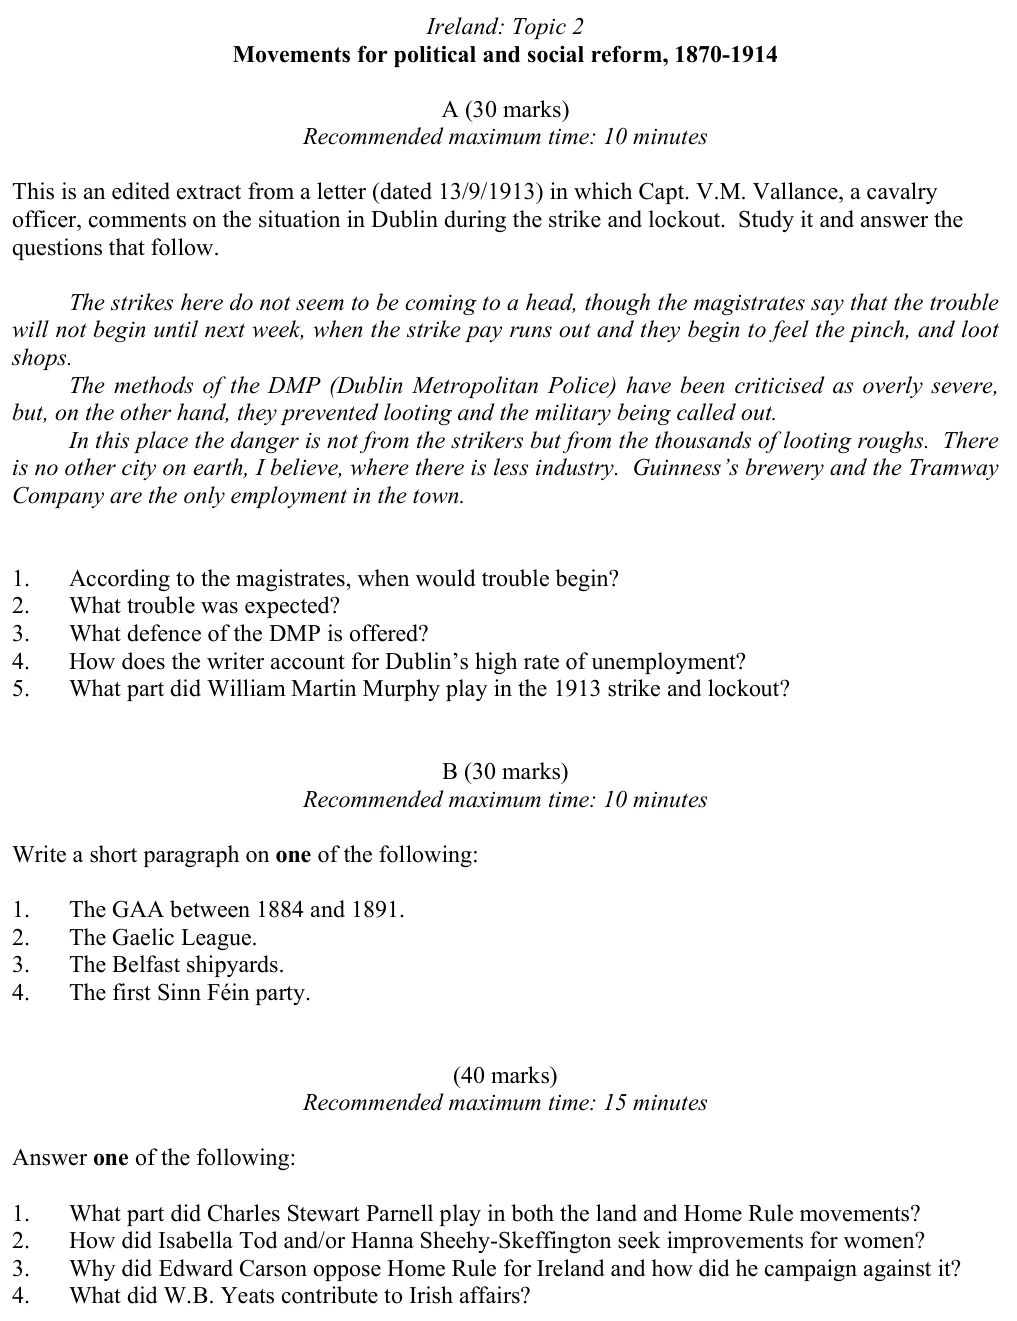 Ireland: Topic 2
Movements for political and social reform, 1870-1914
A (30 marks)
Recommended maximum time: 10 minutes
This is an edited extract from a letter (dated 13/9/1913) in which Capt. V.M. Vallance, a cavalry
officer, comments on the situation in Dublin during the strike and lockout.  Study it and answer the
questions that follow.
The strikes here do not seem to be coming to a head, though the magistrates say that the trouble
will not begin until next week, when the strike pay runs out and they begin to feel the pinch, and loot
shops.
The methods of the DMP (Dublin Metropolitan Police) have been criticised as overly severe,
but, on the other hand, they prevented looting and the military being called out.
In this place the danger is not from the strikers but from the thousands of looting roughs.  There
is no other city on earth, I believe, where there is less industry.  Guinness’s brewery and the Tramway
Company are the only employment in the town.
1. According to the magistrates, when would trouble begin?
2. What trouble was expected?
3. What defence of the DMP is offered?
4. How does the writer account for Dublin’s high rate of unemployment?
5. What part did William Martin Murphy play in the 1913 strike and lockout?
B (30 marks)
Recommended maximum time: 10 minutes
Write a short paragraph on one of the following:
1. The GAA between 1884 and 1891.
2. The Gaelic League.
3. The Belfast shipyards.
4. The first Sinn Féin party.
(40 marks)
Recommended maximum time: 15 minutes
Answer one of the following:
1. What part did Charles Stewart Parnell play in both the land and Home Rule movements?
2. How did Isabella Tod and/or Hanna Sheehy-Skeffington seek improvements for women?
3. Why did Edward Carson oppose Home Rule for Ireland and how did he campaign against it?
4. What did W.B. Yeats contribute to Irish affairs?